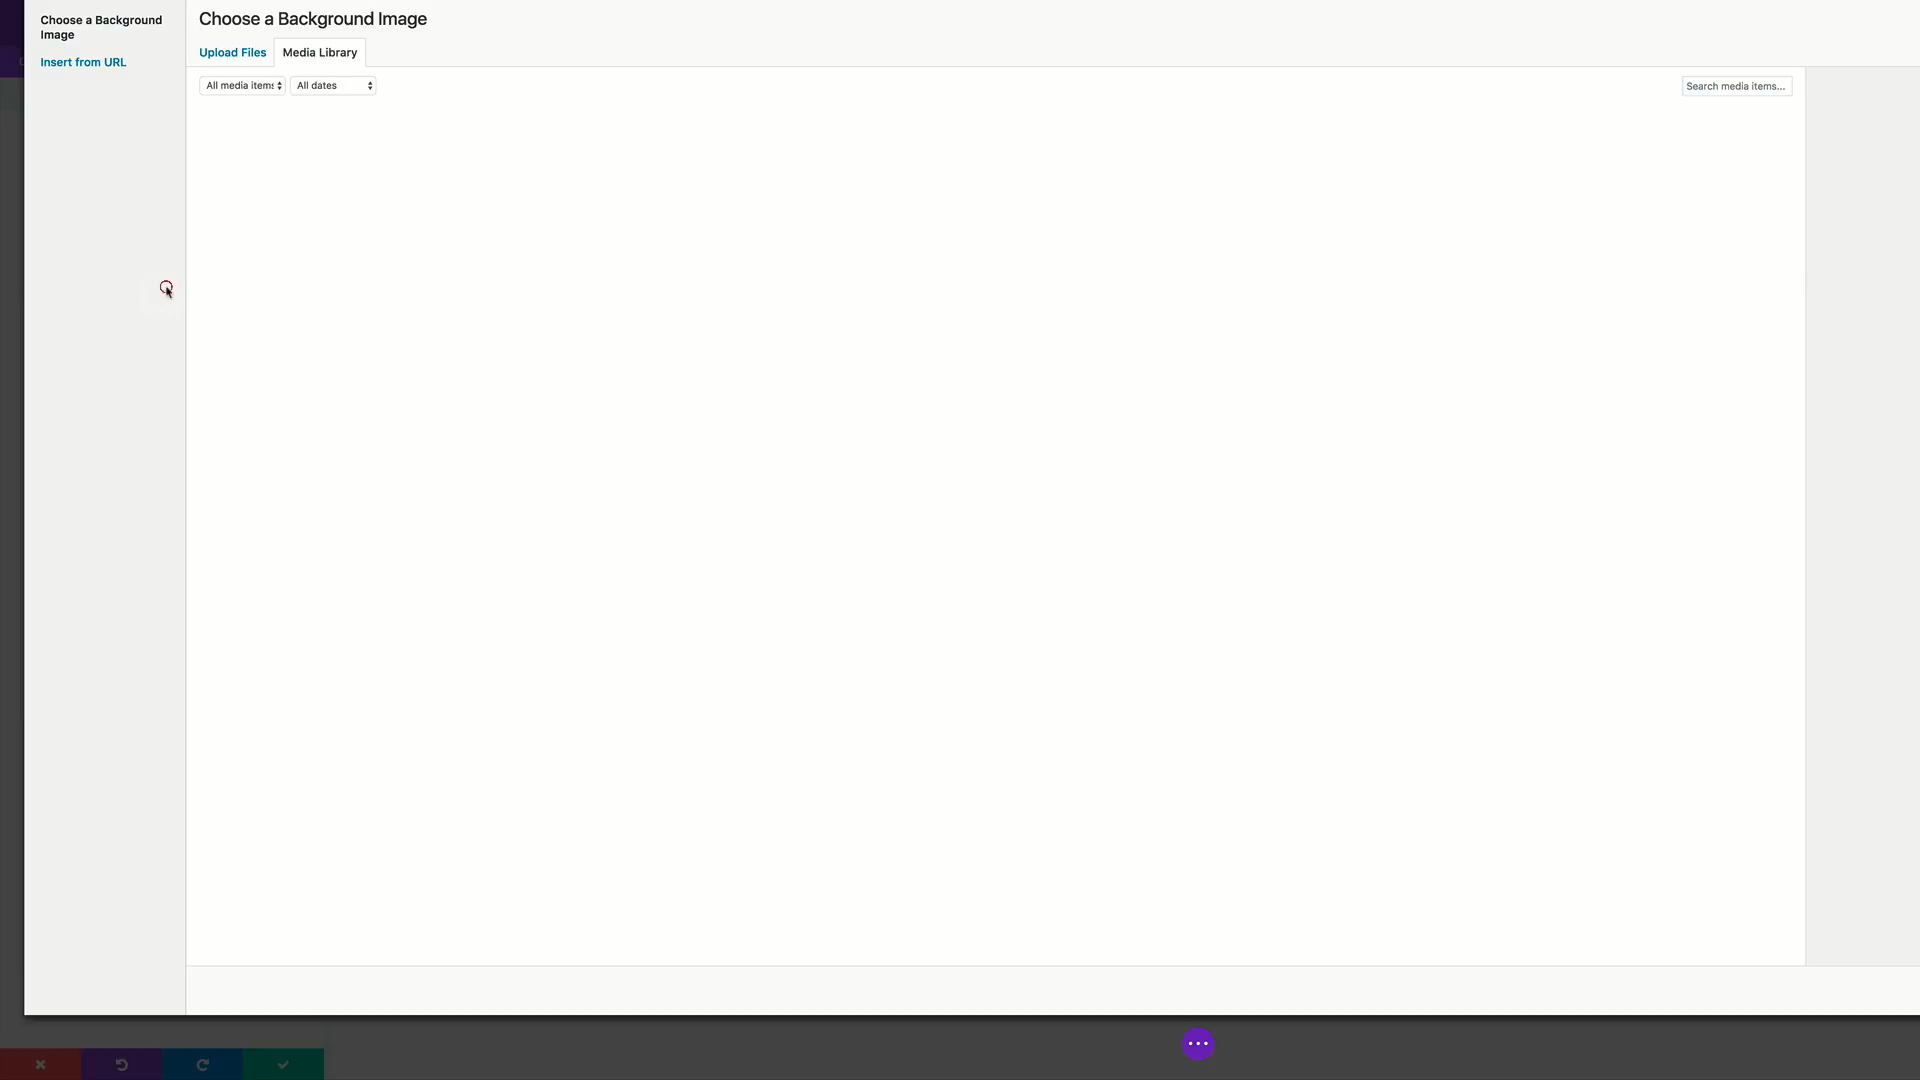 Choose a Background
Image
Insert from URL
Choose a Background Image
Upload Files
Media Library
All media items
All dates
Search media items...